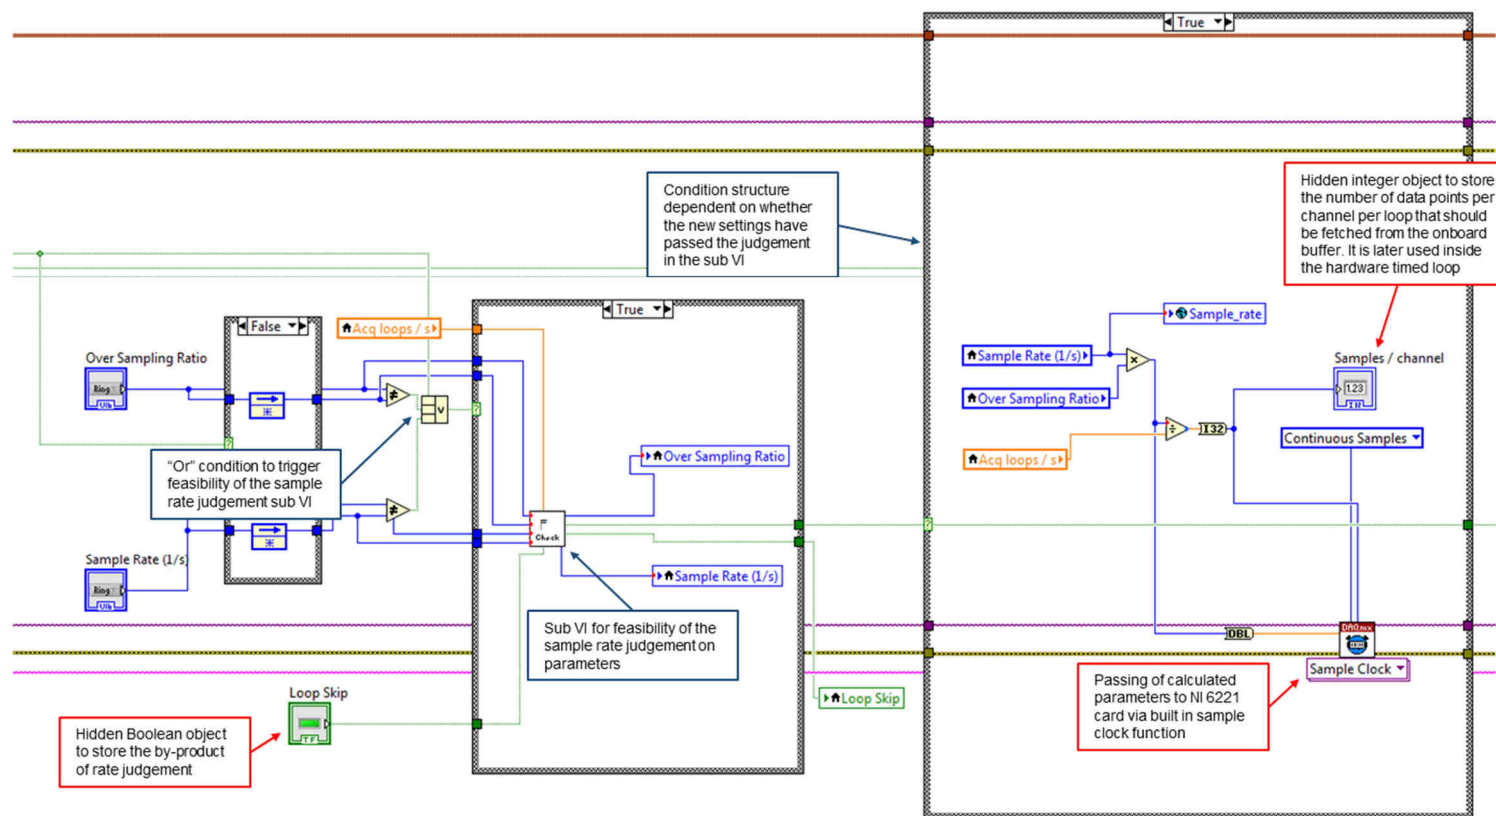 True
Condition structure
dependent on whether
the new settings have
passed the judgement
in the sub VI
Hidden integer object to store
the number of data points per
channel per loop that should
be fetched from the onboard
buffer. It is later used inside
the hardware timed loop
True
False
Acq loops / s
Over Sampling Ratio
Ring
Sample_rate
Sample Rate (1/s)
Over Sampling Ratio
Samples / channel
1.23
I32
Continuous Samples
Acq loops / s
"Or" condition to trigger
feasibility of the sample
rate judgement sub VI
Over Sampling Ratio
F
Check
Sample Rate (1/s)
Ring
Sample Rate (1/s)
Sub VI for feasibility of the
sample rate judgement on
parameters
DBL
DAQmx
Sample Clock
Loop Skip
TF
Loop Skip
Hidden Boolean object
to store the by-product
of rate judgement
Passing of calculated
parameters to NI 6221
card via built in sample
clock function